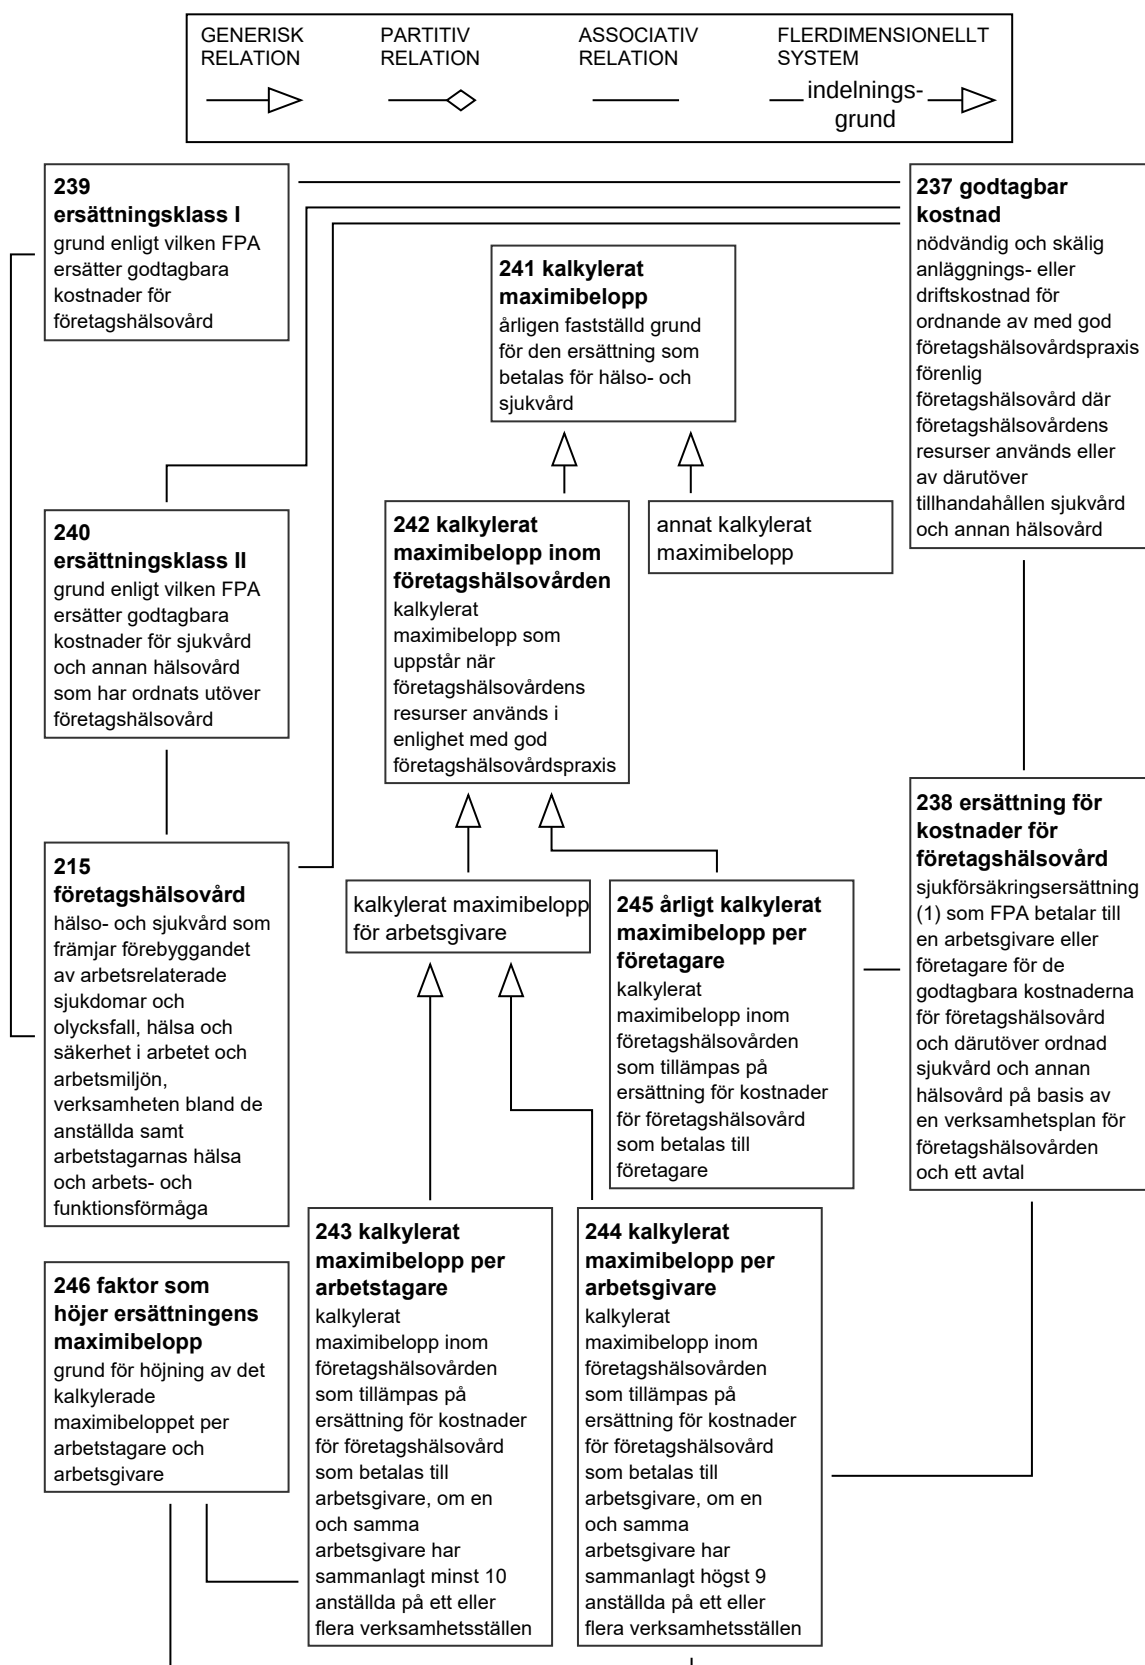 GENERISK
RELATION
PARTITIV
RELATION
ASSOCIATIV
RELATION
FLERDIMENSIONELLT
SYSTEM
indelnings-
grund
239
ersättningsklass I
grund enligt vilken FPA
ersätter godtagbara
kostnader för
företagshälsovård
237 godtagbar
kostnad
nödvändig och skälig
anläggnings- eller
driftskostnad för
ordnande av med god
företagshälsovårdspraxis
förenlig
företagshälsovård där
företagshälsovårdens
resurser används eller
av därutöver
tillhandahållen sjukvård
och annan hälsovård
241 kalkylerat
maximibelopp
årligen fastställd grund
för den ersättning som
betalas för hälso- och
sjukvård
240
ersättningsklass II
grund enligt vilken FPA
ersätter godtagbara
kostnader för sjukvård
och annan hälsovård
som har ordnats utöver
företagshälsovård
242 kalkylerat
maximibelopp inom
företagshälsovården
kalkylerat
maximibelopp som
uppstår när
företagshälsovårdens
resurser används i
enlighet med god
företagshälsovårdspraxis
annat kalkylerat
maximibelopp
238 ersättning för
kostnader för
företagshälsovård
sjukförsäkringsersättning
(1) som FPA betalar till
en arbetsgivare eller
företagare för de
godtagbara kostnaderna
för företagshälsovård
och därutöver ordnad
sjukvård och annan
hälsovård på basis av
en verksamhetsplan för
företagshälsovården
och ett avtal
215
företagshälsovård
hälso- och sjukvård som
främjar förebyggandet
av arbetsrelaterade
sjukdomar och
olycksfall, hälsa och
säkerhet i arbetet och
arbetsmiljön,
verksamheten bland de
anställda samt
arbetstagarnas hälsa
och arbets- och
funktionsförmåga
kalkylerat maximibelopp
för arbetsgivare
245 årligt kalkylerat
maximibelopp per
företagare
kalkylerat
maximibelopp inom
företagshälsovården
som tillämpas på
ersättning för kostnader
för företagshälsovård
som betalas till
företagare
246 faktor som
höjer ersättningens
maximibelopp
grund för höjning av det
kalkylerade
maximibeloppet per
arbetstagare och
arbetsgivare
243 kalkylerat
maximibelopp per
arbetstagare
kalkylerat
maximibelopp inom
företagshälsovården
som tillämpas på
ersättning för kostnader
för företagshälsovård
som betalas till
arbetsgivare, om en
och samma
arbetsgivare har
sammanlagt minst 10
anställda på ett eller
flera verksamhetsställen
244 kalkylerat
maximibelopp per
arbetsgivare
kalkylerat
maximibelopp inom
företagshälsovården
som tillämpas på
ersättning för kostnader
för företagshälsovård
som betalas till
arbetsgivare, om en
och samma
arbetsgivare har
sammanlagt högst 9
anställda på ett eller
flera verksamhetsställen